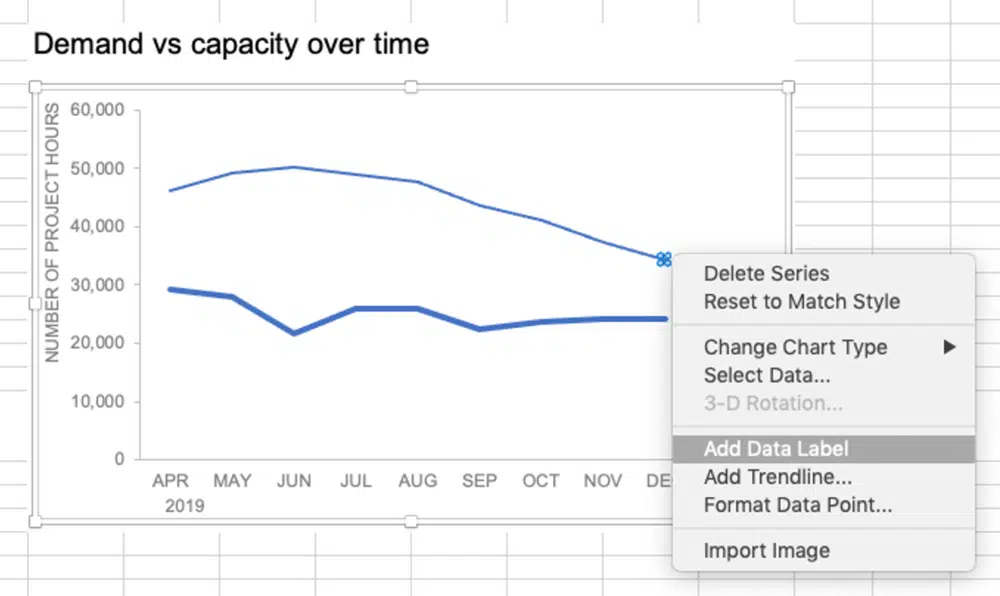 Demand vs capacity over time
NUMBER OF PROJECT HOURS
60,000
50,000
40,000
30,000
20,000
10,000
0
APR MAY JUN JUL AUG SEP OCT NOV DE
2019
Delete Series
Reset to Match Style
Change Chart Type
Select Data...
3-D Rotation...
Add Data Label
Add Trendline...
Format Data Point...
Import Image